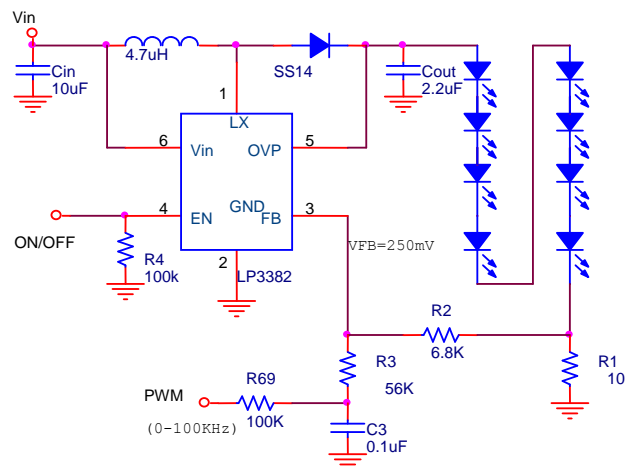 Vin
4.7uH
SS14
Cin
10uF
Cout
2.2uF
1
LX
6
Vin
OVP
5
4
EN
GND
FB
3
ON/OFF
R4
100k
2
LP3382
VFB=250mV
R2
6.8K
R3
56K
R1
10
R69
PWM
100K
(0-100KHz)
C3
0.1uF